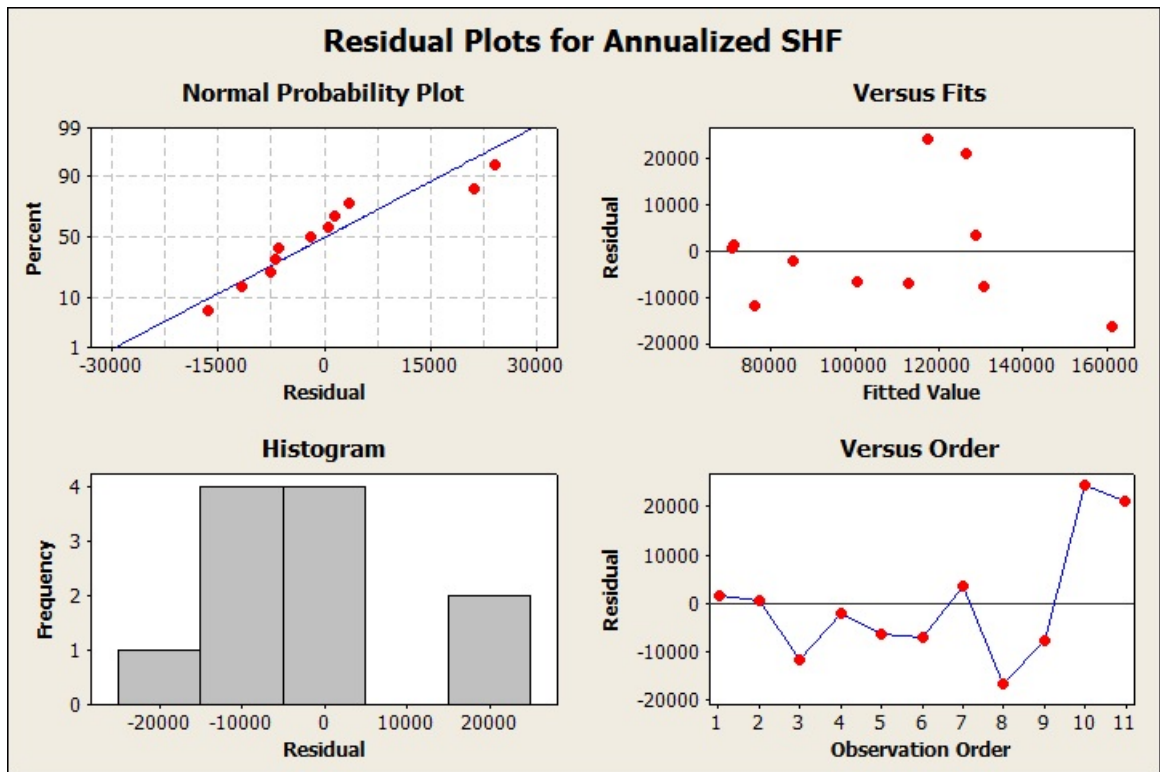 Residual Plots for Annualized SHF
Normal Probability Plot
99
90
50
10
1
Percent
-30000 -15000 0 15000 30000
Residual
Versus Fits
20000
10000
0
-10000
-20000
Residual
80000 100000 120000 140000 160000
Fitted Value
Histogram
4
3
2
1
0
Frequency
-20000 -10000 0 10000 20000
Residual
Versus Order
20000
10000
0
-10000
-20000
Residual
1 2 3 4 5 6 7 8 9 10 11
Observation Order